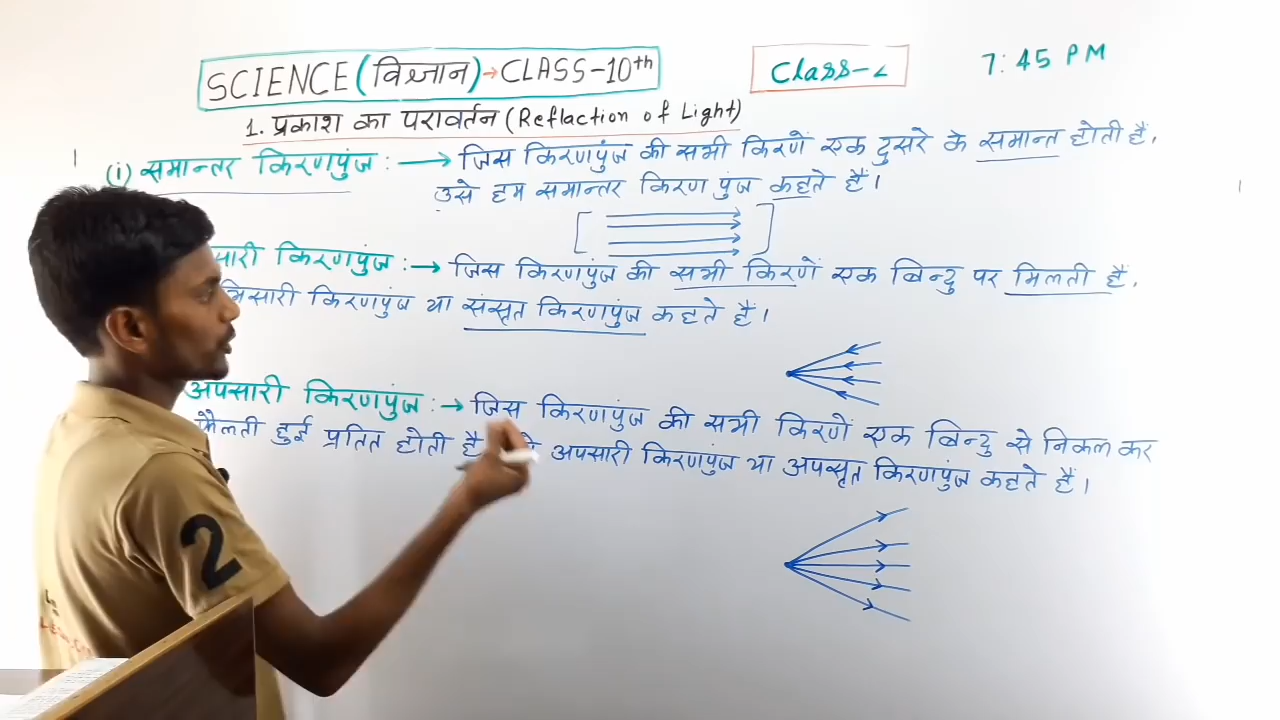 SCIENCE (विज्ञान) → CLASS-10th
Class-2
7:45 PM
1. प्रकाश का परावर्तन (Reflaction of Light)
(i) समान्तर किरणपुंज : → जिस किरणपुंज की सभी किरणें एक दुसरे के समान्त होती हैं,
उसे हम समान्तर किरण पुंज कहते हैं।
सारी किरणपुंज : → जिस किरणपुंज की सभी किरणें एक बिन्दु पर मिलती हैं,
भिसारी किरणपुंज या संसृत किरणपुंज कहते हैं।
अपसारी किरणपुंज : → जिस किरणपुंज की सभी किरणें एक बिन्दु से निकल कर
फैलती हुई प्रतित होती है अपसारी किरणपुंज या अपसृत किरणपुंज कहते हैं।
2